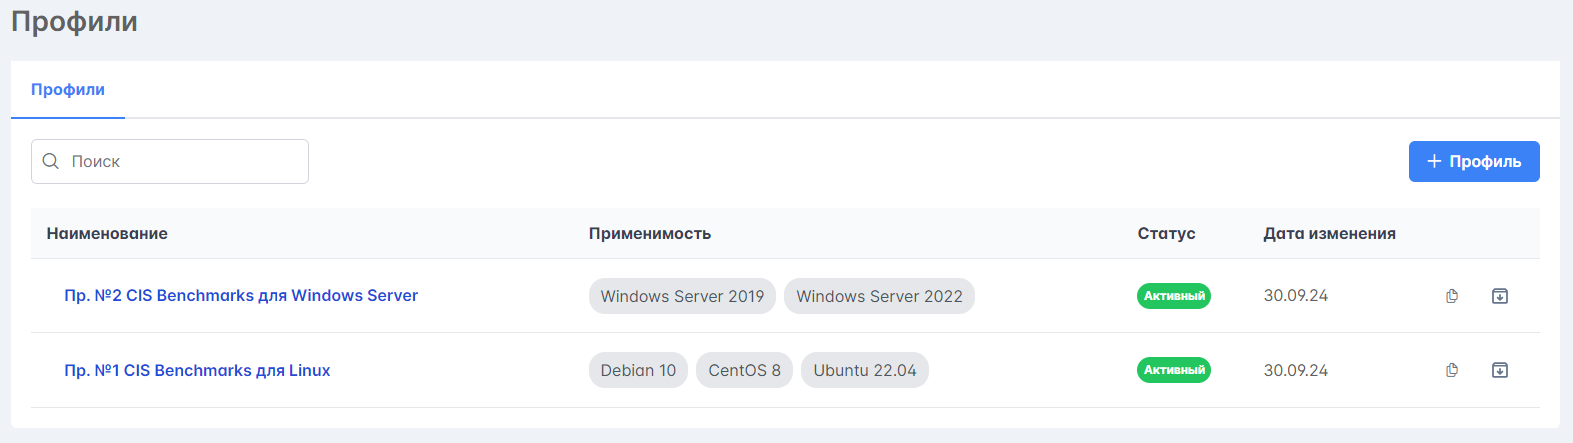 Профили
Профили
Поиск
Профиль
Наименование Применимость Статус Дата изменения
Пр. №2 CIS Benchmarks для Windows Server Windows Server 2019 Windows Server 2022 Активный 30.09.24
Пр. №1 CIS Benchmarks для Linux Debian 10 CentOS 8 Ubuntu 22.04 Активный 30.09.24